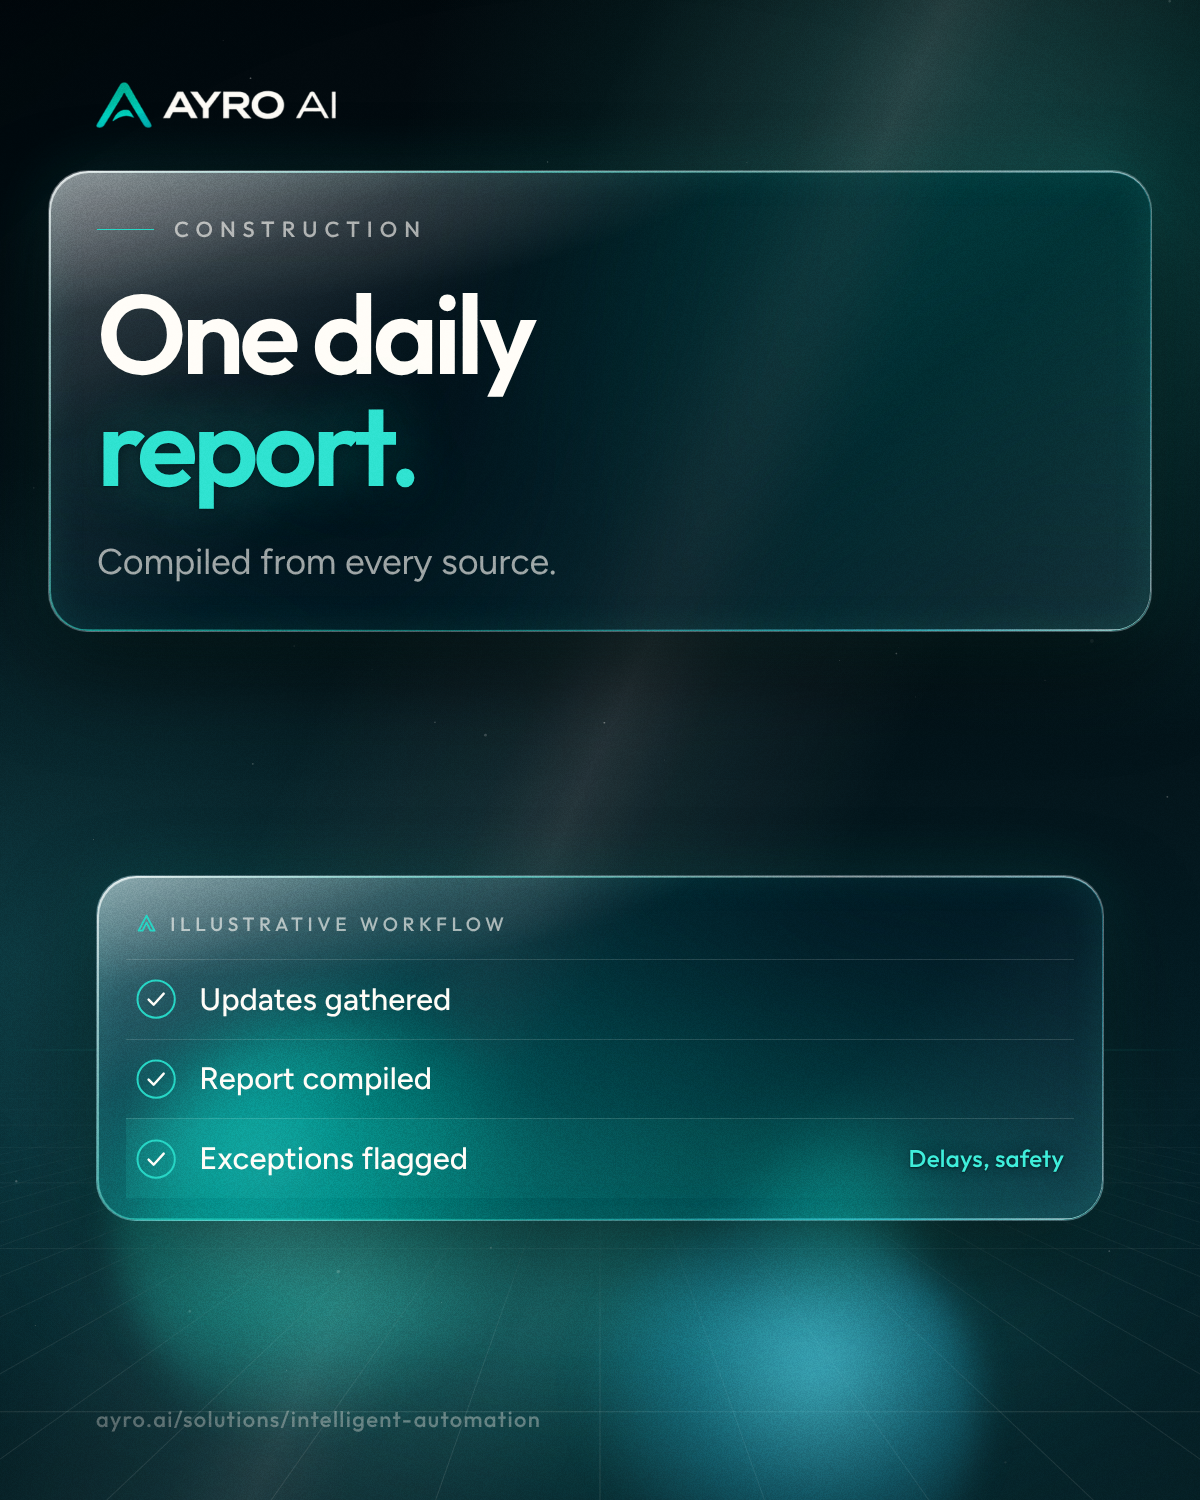 AYRO AI
CONSTRUCTION
One daily
report.
Compiled from every source.
ILLUSTRATIVE WORKFLOW
Updates gathered
Report compiled
Exceptions flagged
Delays, safety
ayro.ai/solutions/intelligent-automation